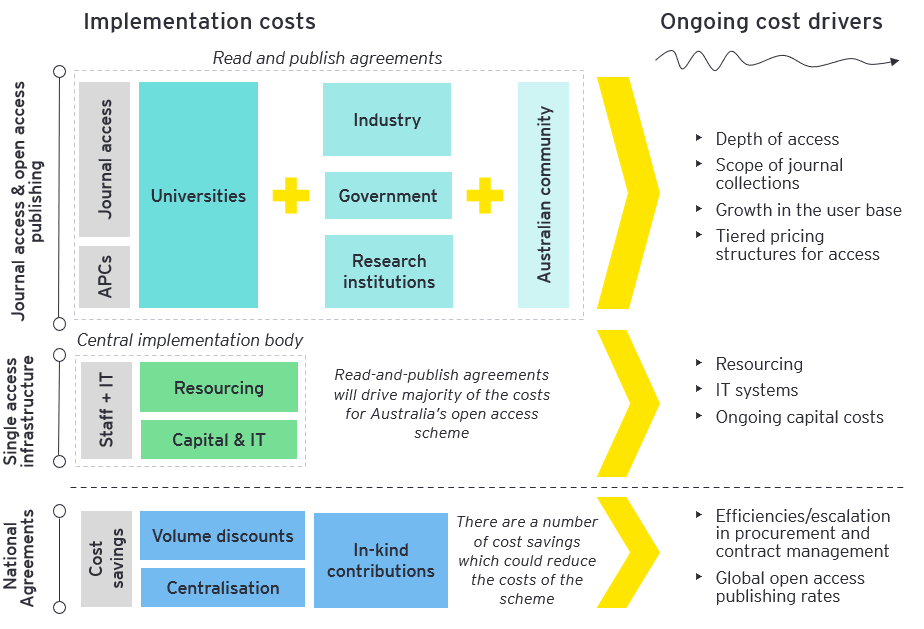 Implementation costs
Ongoing cost drivers
Read and publish agreements
Journal access & open access
publishing
Journal access
APCs
Universities
Industry
Government
Research
institutions
Australian community
Depth of access
Scope of journal
collections
Growth in the user base
Tiered pricing
structures for access
Central implementation body
Single access
infrastructure
Staff + IT
Resourcing
Capital & IT
Read-and-publish agreements
will drive majority of the costs
for Australia's open access
scheme
Resourcing
IT systems
Ongoing capital costs
National
Agreements
Cost
savings
Volume discounts
Centralisation
In-kind
contributions
There are a number
of cost savings
which could reduce
the costs of the
scheme
Efficiencies/escalation
in procurement and
contract management
Global open access
publishing rates